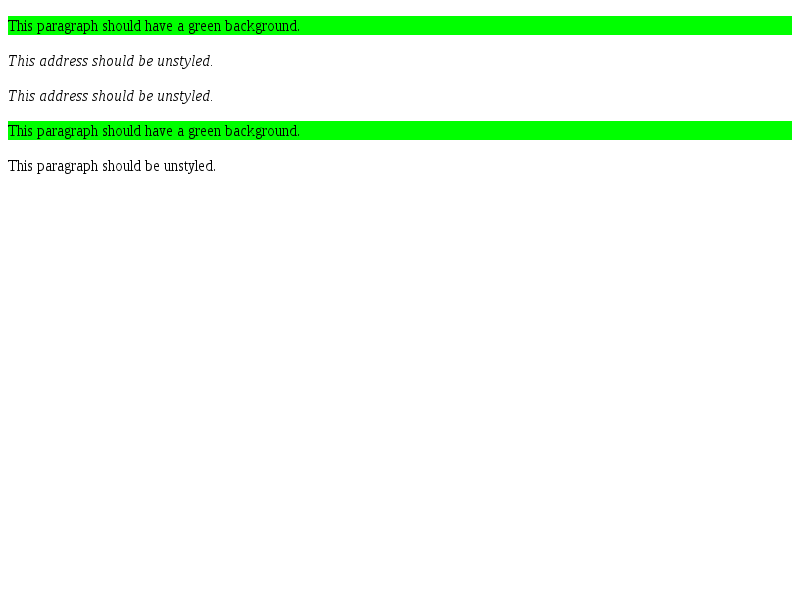 This paragraph should have a green background.
This address should be unstyled.
This address should be unstyled.
This paragraph should have a green background.
This paragraph should be unstyled.